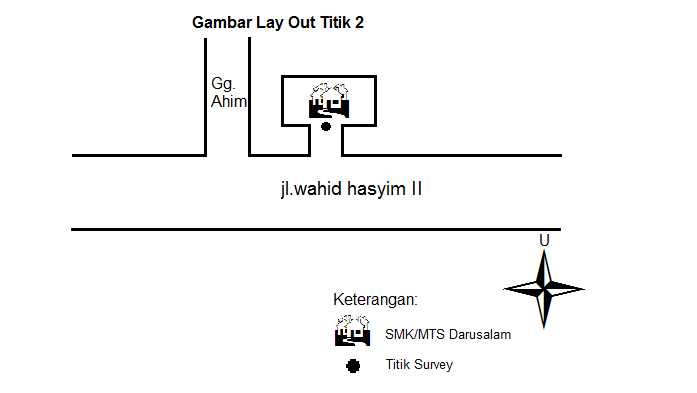 Gambar Lay Out Titik 2
Gg.
Ahim
jl.wahid hasyim II
U
Keterangan:
SMK/MTS Darusalam
Titik Survey